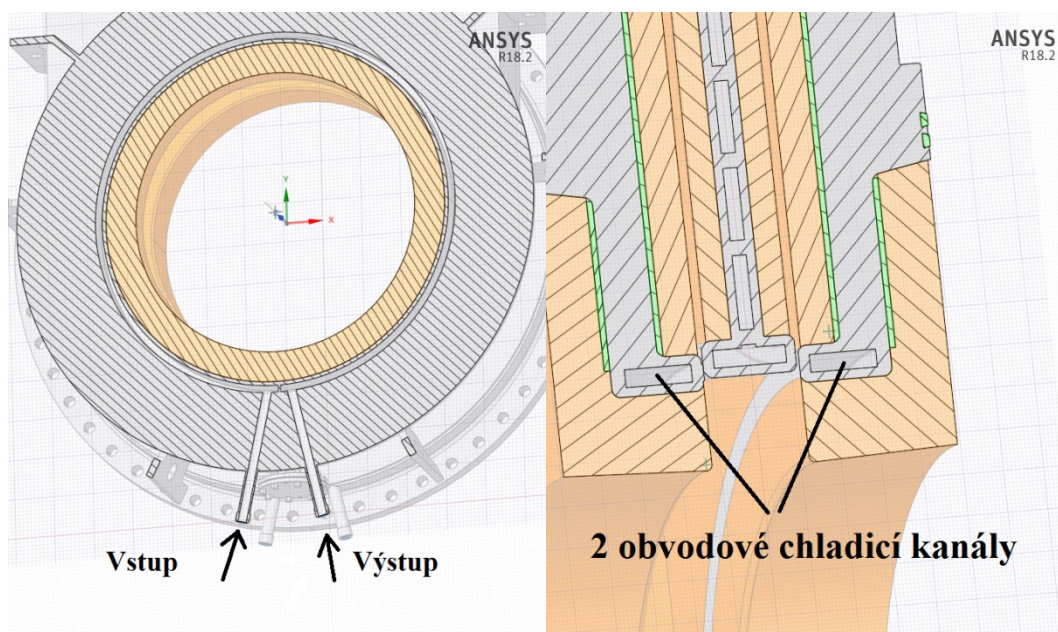 ANSYS
R18.2
Y
X
Vstup
Výstup
ANSYS
R18.2
2 obvodové chladicí kanály